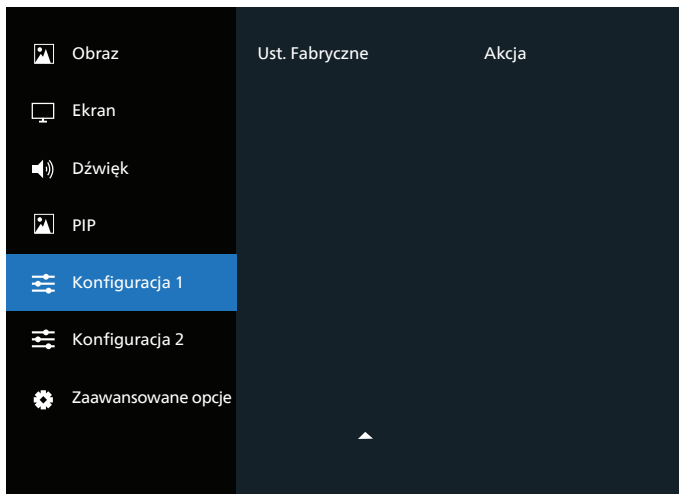 Obraz
Ust. Fabryczne
Akcja
Ekran
Dźwięk
PIP
Konfiguracja 1
Konfiguracja 2
Zaawansowane opcje